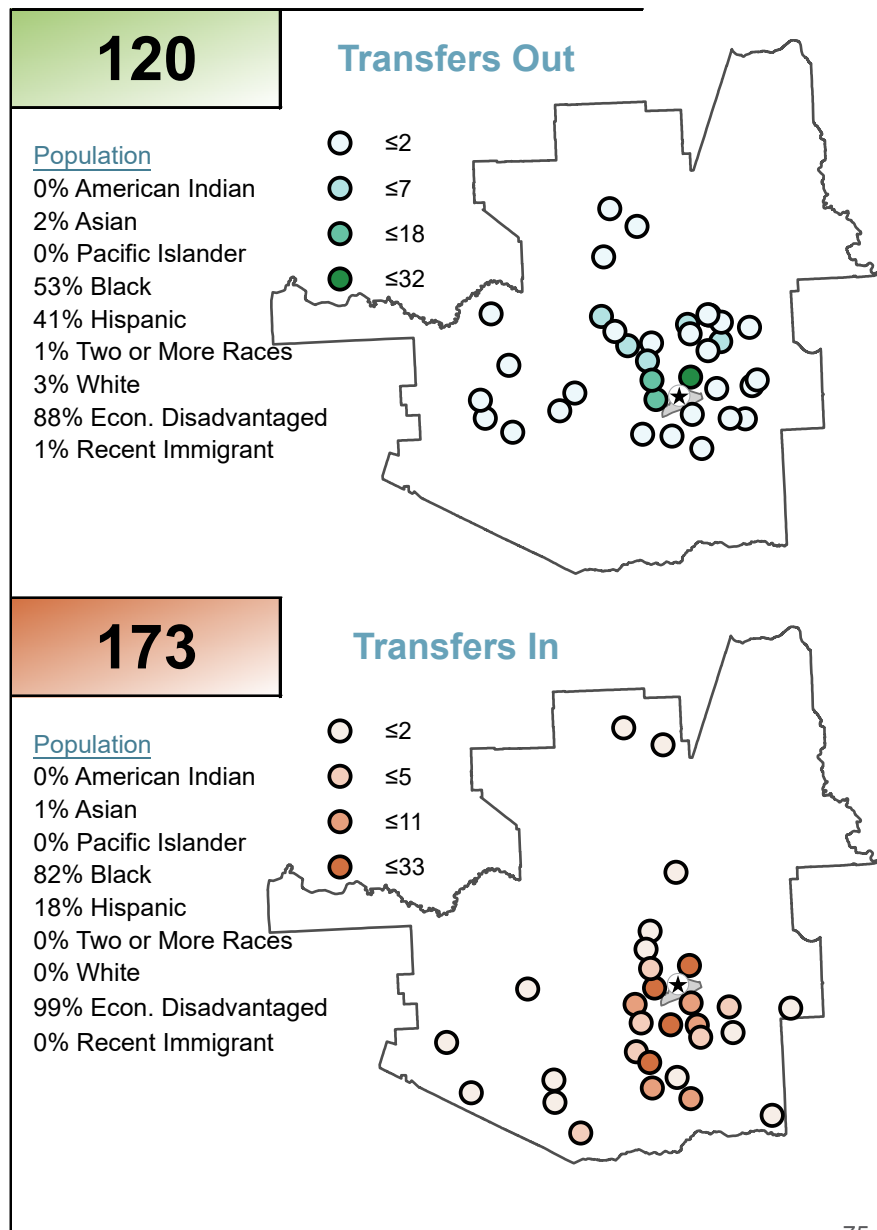 120
Transfers Out
Population
0% American Indian
2% Asian
0% Pacific Islander
53% Black
41% Hispanic
1% Two or More Races
3% White
88% Econ. Disadvantaged
1% Recent Immigrant
≤2
≤7
≤18
≤32
173
Transfers In
Population
0% American Indian
1% Asian
0% Pacific Islander
82% Black
18% Hispanic
0% Two or More Races
0% White
99% Econ. Disadvantaged
0% Recent Immigrant
≤2
≤5
≤11
≤33